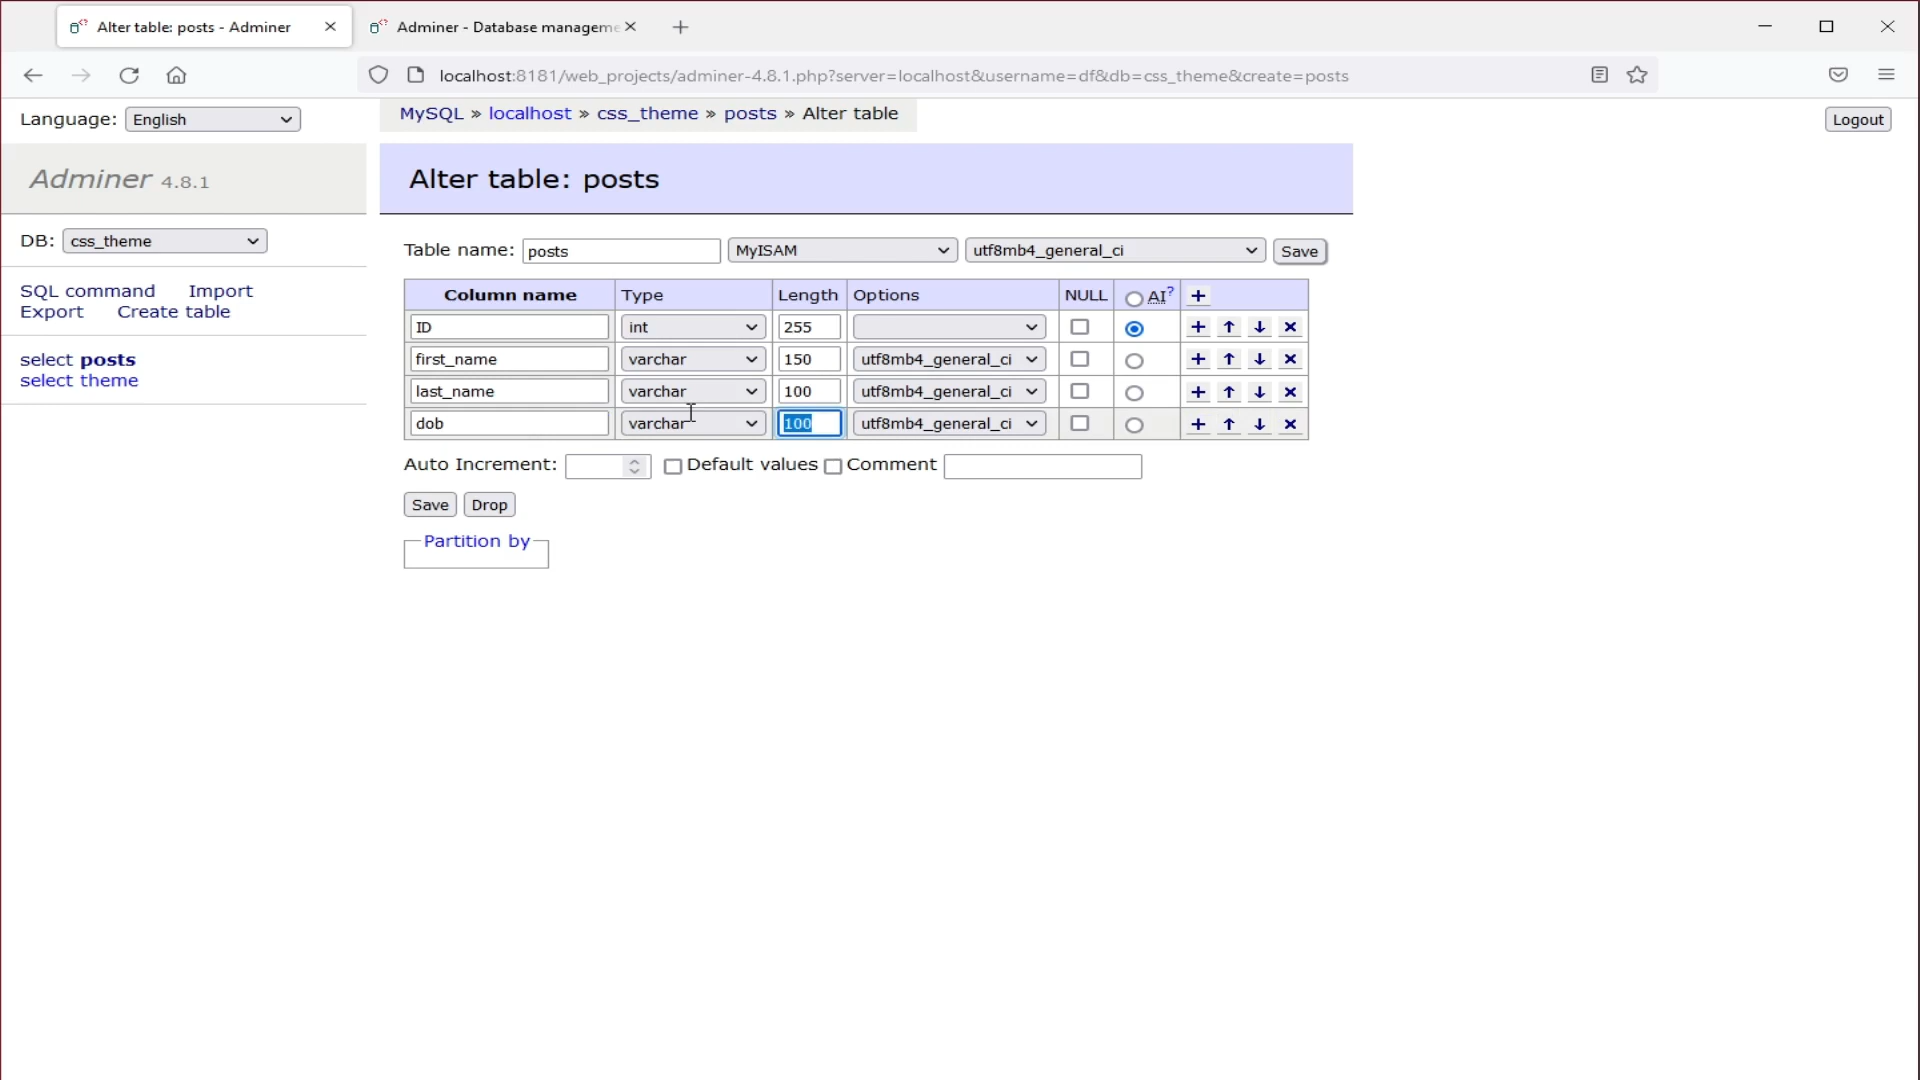 Alter table: posts - Adminer
Adminer - Database manageme
localhost:8181/web_projects/adminer-4.8.1.php?server=localhost&username=df&db=css_theme&create=posts
Language: English
MySQL » localhost » css_theme » posts » Alter table
Logout
Adminer 4.8.1
Alter table: posts
DB: css_theme
SQL command Import
Export Create table
select posts
select theme
Table name: posts MyISAM utf8mb4_general_ci Save
Column name Type Length Options NULL AI?
ID int 255
first_name varchar 150 utf8mb4_general_ci
last_name varchar 100 utf8mb4_general_ci
dob varchar 100 utf8mb4_general_ci
Auto Increment: Default values Comment
Save Drop
Partition by